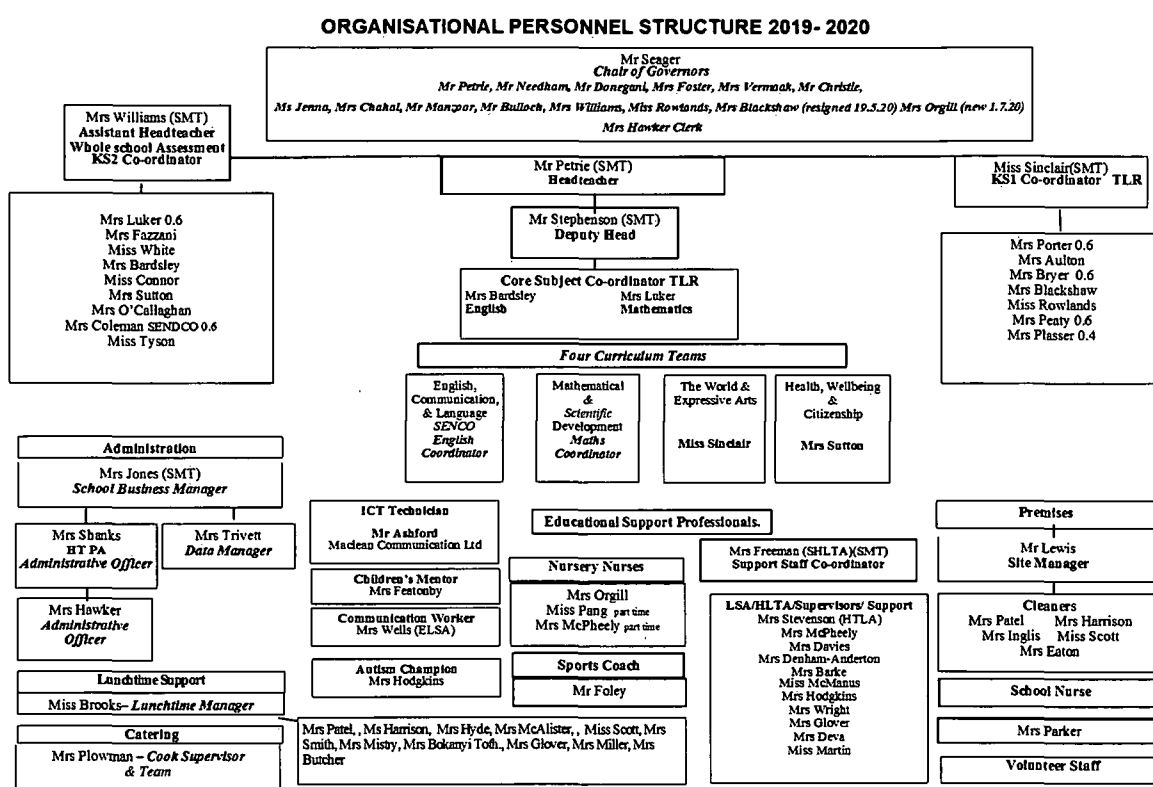 ORGANISATIONAL PERSONNEL STRUCTURE 2019- 2020
Mr Seager
Chair of Governors
Mr Petrie, Mr Needham, Mr Donegani, Mrs Foster, Mrs Vermaak, Mr Christie,
Ms Jenna, Mrs Chahal, Mr Manzoor, Mr Bulloch, Mrs Williams, Miss Rowlands, Mrs Blackshaw (resigned 19.5.20) Mrs Orgill (new 1.7.20)
Mrs Hawker Clerk
Mrs Williams (SMT)
Assistant Headteacher
Whole school Assessment
KS2 Co-ordinator
Mr Petrie (SMT)
Headteacher
Miss Sinclair(SMT)
KS1 Co-ordinator TLR
Mrs Luker 0.6
Mrs Fazzani
Miss White
Mrs Bardsley
Miss Connor
Mrs Sutton
Mrs O'Callaghan
Mrs Coleman SENDCO 0.6
Miss Tyson
Mr Stephenson (SMT)
Deputy Head
Mrs Porter 0.6
Mrs Aulton
Mrs Bryer 0.6
Mrs Blackshaw
Miss Rowlands
Mrs Peaty 0.6
Mrs Plasser 0.4
Core Subject Co-ordinator TLR
Mrs Bardsley Mrs Luker
English Mathematics
Four Curriculum Teams
English,
Communication,
& Language
SENCO
English
Coordinator
Mathematical
&
Scientific
Development
Maths
Coordinator
The World &
Expressive Arts
Miss Sinclair
Health, Wellbeing
&
Citizenship
Mrs Sutton
Administration
Mrs Jones (SMT)
School Business Manager
Mrs Shanks
HT PA
Administrative Officer
Mrs Trivett
Data Manager
Mrs Hawker
Administrative
Officer
Lunchtime Support
Miss Brooks– Lunchtime Manager
Catering
Mrs Plowman – Cook Supervisor
& Team
ICT Technician
Mr Ashford
Maclean Communication Ltd
Children's Mentor
Mrs Featonby
Communication Worker
Mrs Wells (ELSA)
Autism Champion
Mrs Hodgkins
Educational Support Professionals.
Nursery Nurses
Mrs Orgill
Miss Pang part time
Mrs McPheely part time
Sports Coach
Mr Foley
Mrs Patel, , Ms Harrison, Mrs Hyde, Mrs McAlister, , Miss Scott, Mrs
Smith, Mrs Mistry, Mrs Bokanyi Toth., Mrs Glover, Mrs Miller, Mrs
Butcher
Mrs Freeman (SHLTA)(SMT)
Support Staff Co-ordinator
LSA/HLTA/Supervisors/ Support
Mrs Stevenson (HTLA)
Mrs McPheely
Mrs Davies
Mrs Denham-Anderton
Mrs Barke
Miss McManus
Mrs Hodgkins
Mrs Wright
Mrs Glover
Mrs Deva
Miss Martin
Premises
Mr Lewis
Site Manager
Cleaners
Mrs Patel Mrs Harrison
Mrs Inglis Miss Scott
Mrs Eaton
School Nurse
Mrs Parker
Volunteer Staff